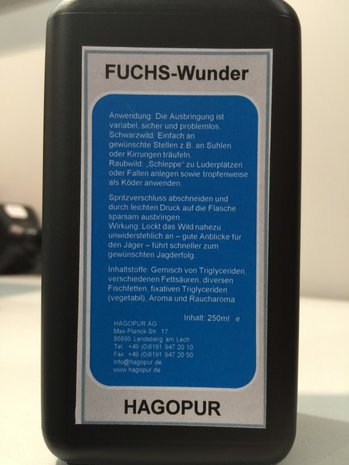 FUCHS-Wunder
Anwendung: Die Ausbringung ist
variabel, sicher und problemlos.
Schwarzwild: Einfach an
gewünschte Stellen z.B. an Suhlen
oder Kirrungen träufeln.
Raubwild: „Schleppe" zu Luderplätzen
oder Fallen anlegen sowie tropfenweise
als Köder anwenden.
Spritzverschluss abschneiden und
durch leichten Druck auf die Flasche
sparsam ausbringen.
Wirkung: Lockt das Wild nahezu
unwiderstehlich an – gute Anblicke für
den Jäger – führt schneller zum
gewünschten Jagderfolg.
Inhaltstoffe: Gemisch von Triglyceriden,
verschiedenen Fettsäuren, diversen
Fischfetten, fixativen Triglyceriden
(vegetabil), Aroma und Raucharoma
Inhalt: 250ml e
HAGOPUR AG
Max-Planck-Str. 17
86899 Landsberg am Lech
Tel. +49 (0)8191 947 20 10
Fax. +49 (0)8191 947 20 50
info@hagopur.de
www.hagopur.de
HAGOPUR